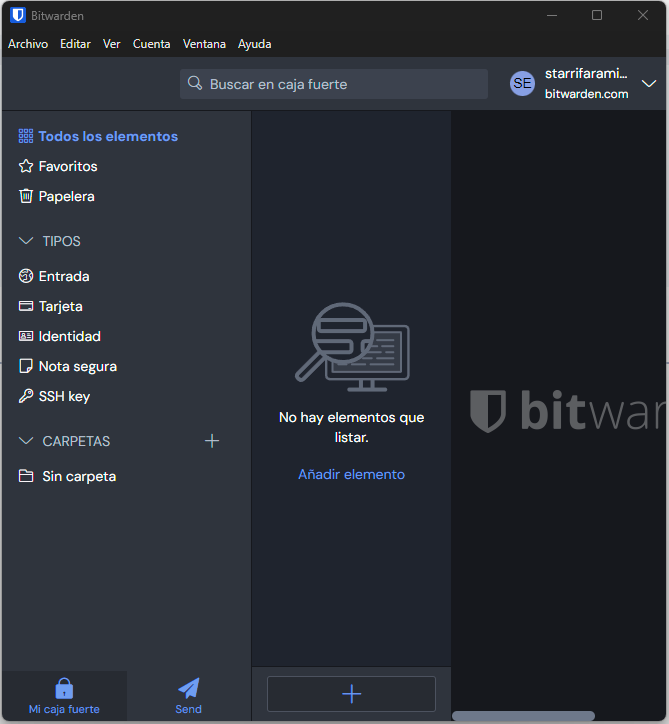 Bitwarden
Archivo Editar Ver Cuenta Ventana Ayuda
Buscar en caja fuerte
SE
starrifarami...
bitwarden.com
Todos los elementos
Favoritos
Papelera
TIPOS
Entrada
Tarjeta
Identidad
Nota segura
SSH key
CARPETAS
Sin carpeta
No hay elementos que
listar.
Añadir elemento
bitwar
Mi caja fuerte
Send